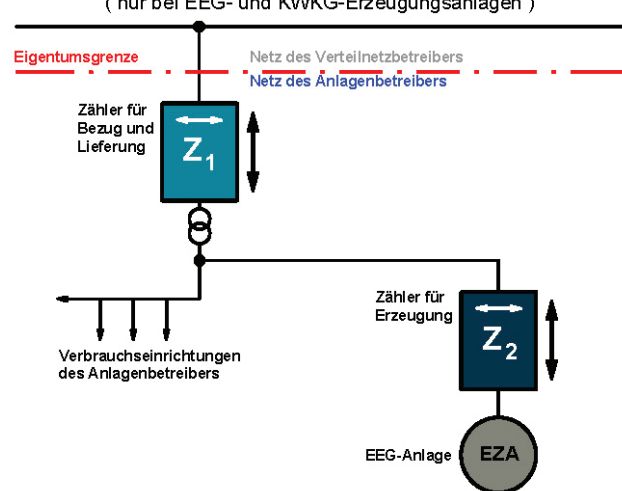 ( nur bei EEG- und KWKG-Erzeugungsanlagen )
Eigentumsgrenze
Netz des Verteilnetzbetreibers
Netz des Anlagenbetreibers
Zähler für
Bezug und
Lieferung
Z1
Zähler für
Erzeugung
Z2
Verbrauchseinrichtungen
des Anlagenbetreibers
EEG-Anlage
EZA